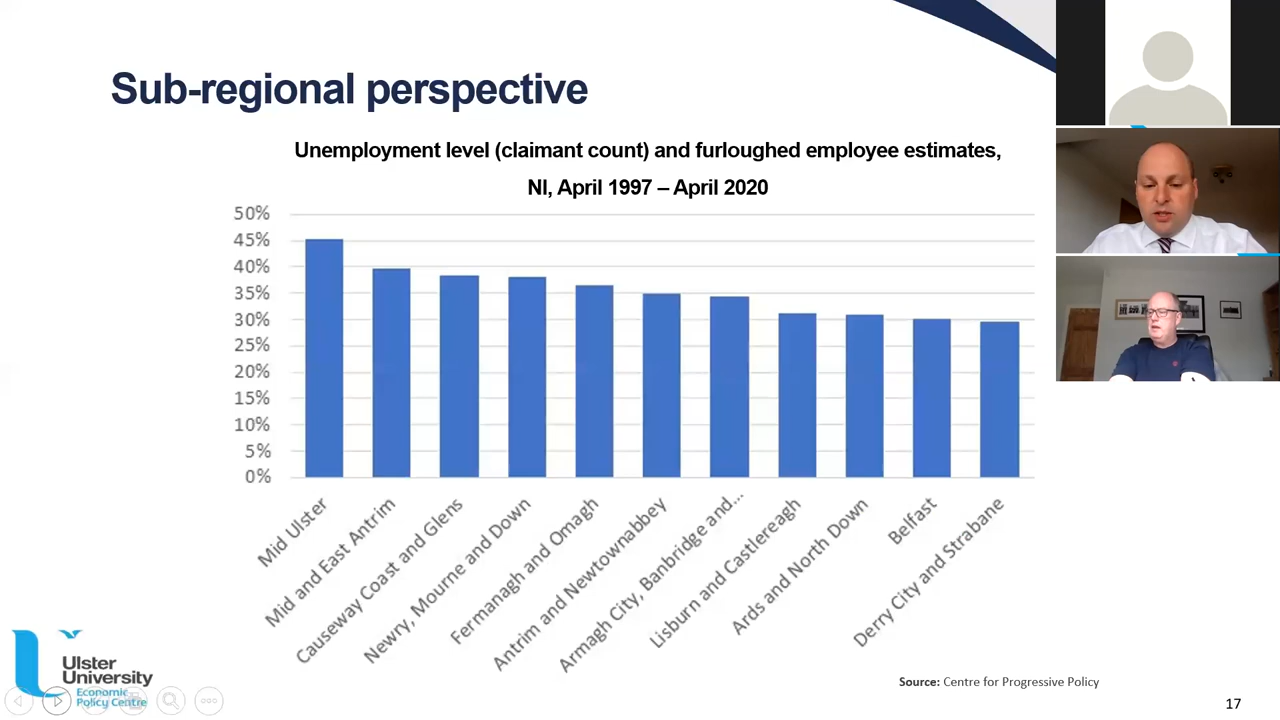 Sub-regional perspective
Unemployment level (claimant count) and furloughed employee estimates,
NI, April 1997 – April 2020
50%
45%
40%
35%
30%
25%
20%
15%
10%
5%
0%
Mid Ulster
Mid and East Antrim
Causeway Coast and Glens
Newry, Mourne and Down
Fermanagh and Omagh
Antrim and Newtownabbey
Armagh City, Banbridge and...
Lisburn and Castlereagh
Ards and North Down
Belfast
Derry City and Strabane
Ulster
University
Economic
Policy Centre
Source: Centre for Progressive Policy
17